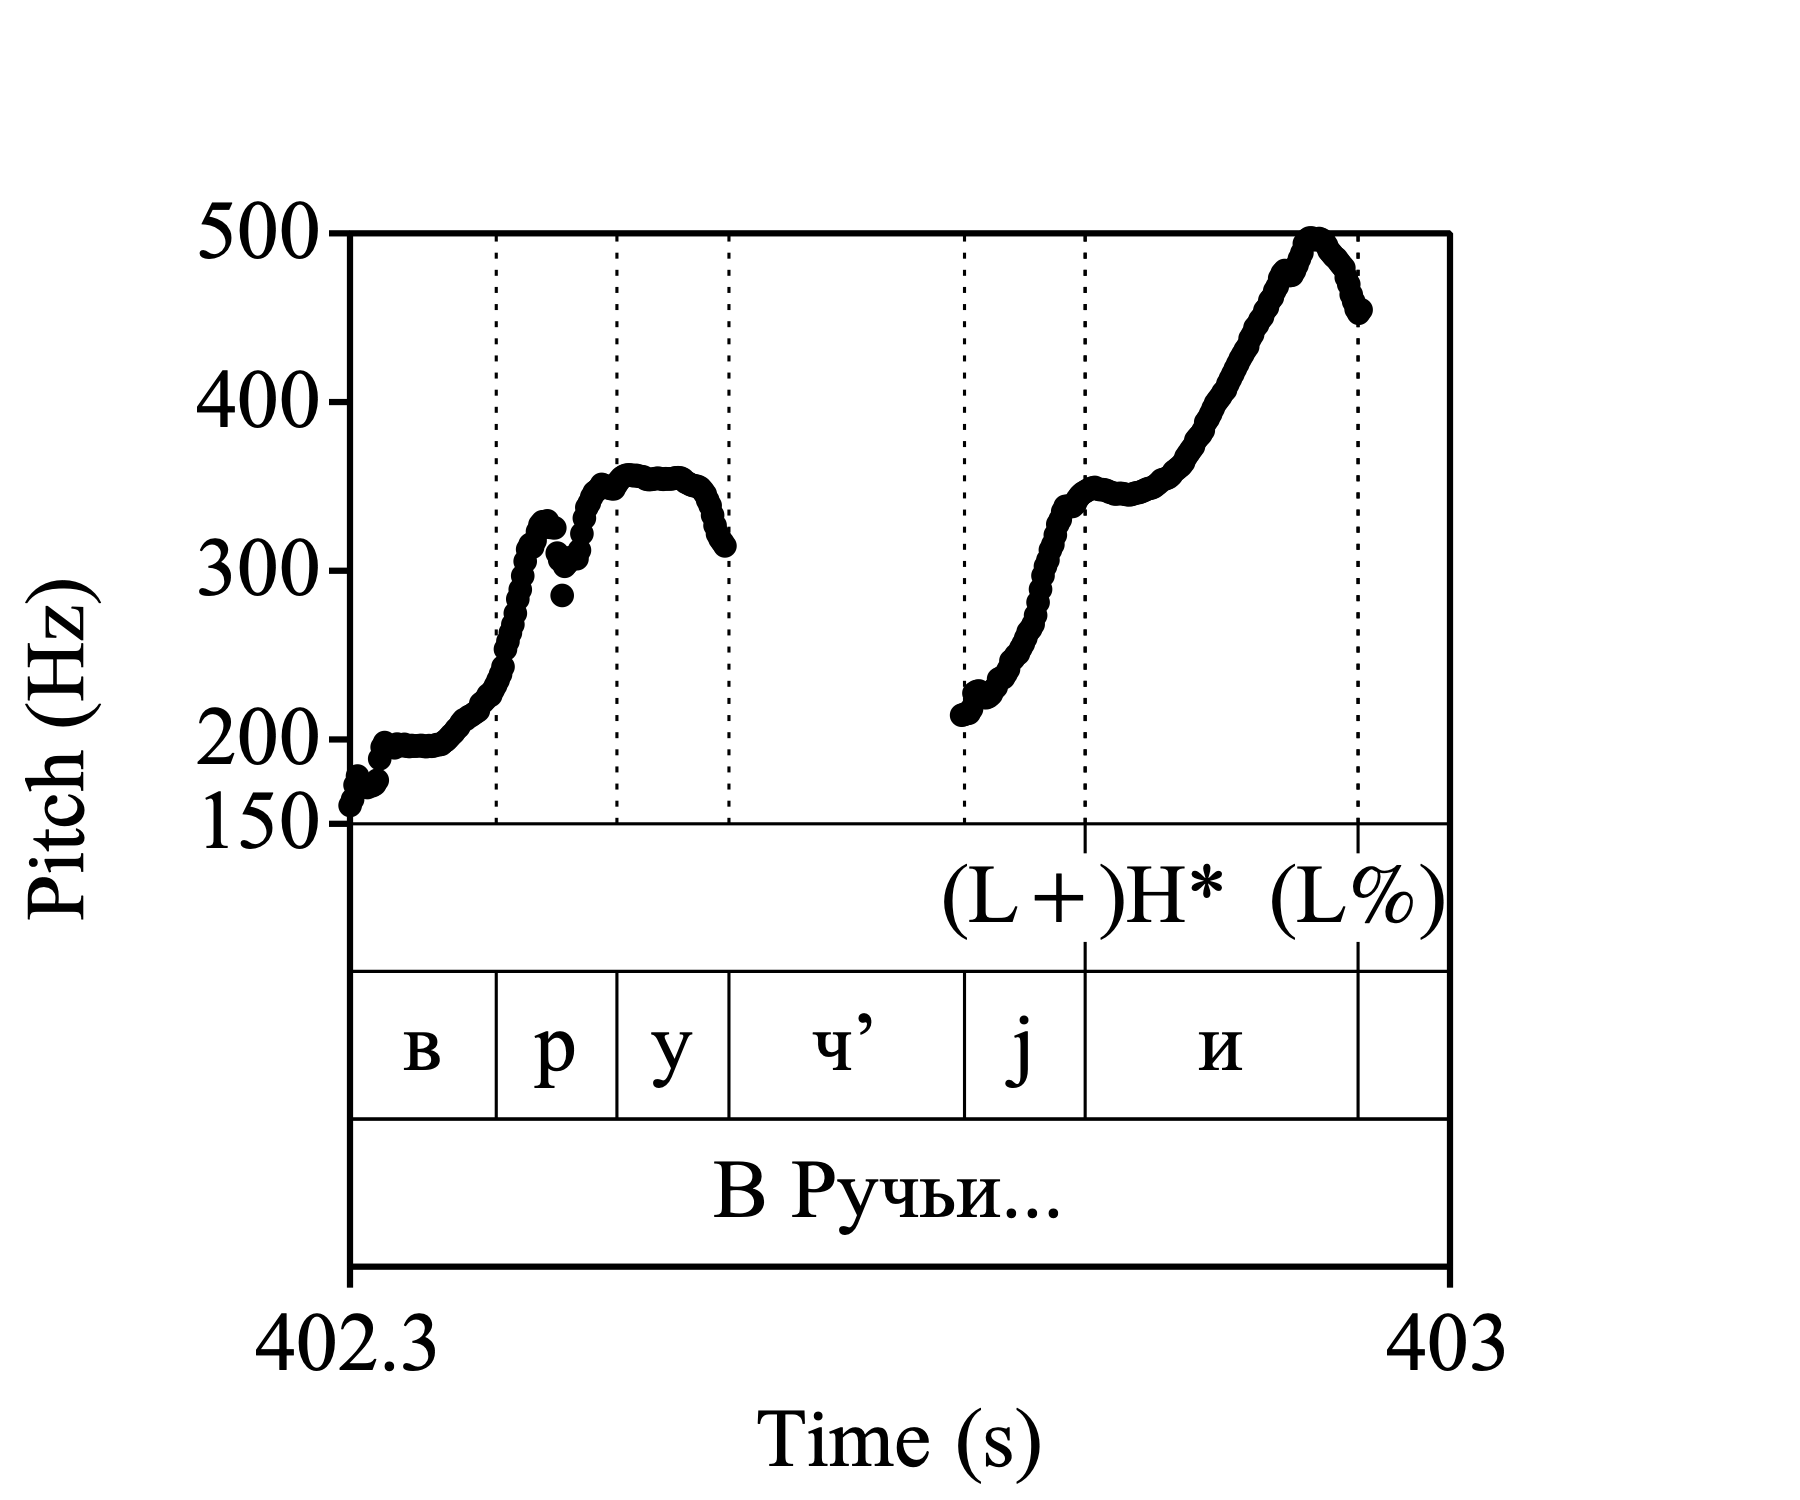 500
400
300
200
150
Pitch (Hz)
(L+)H* (L%)
в р у ч’ j и
В Ручьи...
402.3 403
Time (s)